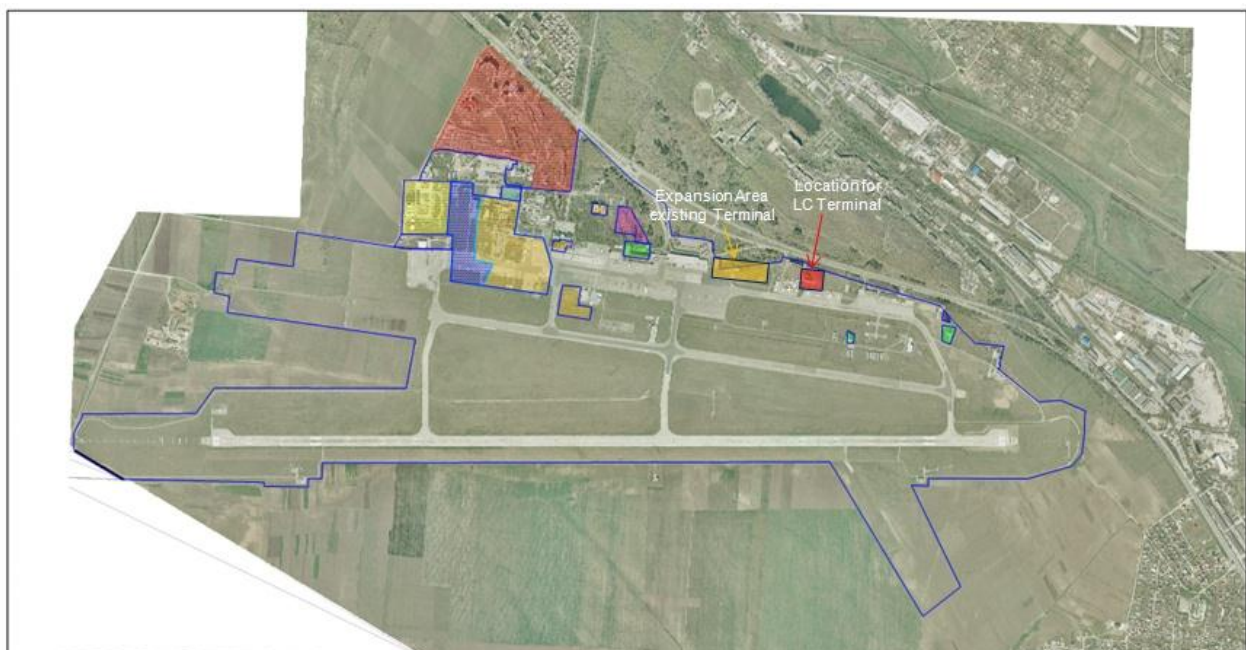 Expansion Area
existing Terminal
Location for
LC Terminal